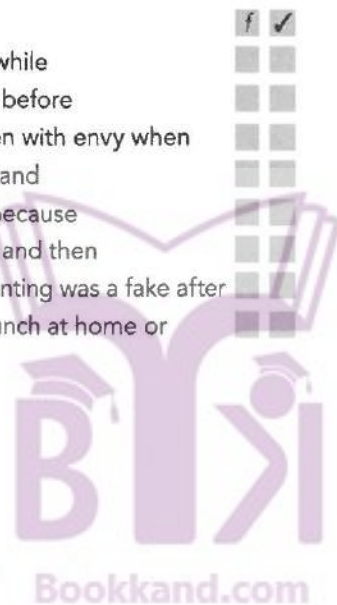 f ✓
while
before
en with envy when
and
because
and then
nting was a fake after
unch at home or
BYK
Bookkand.com